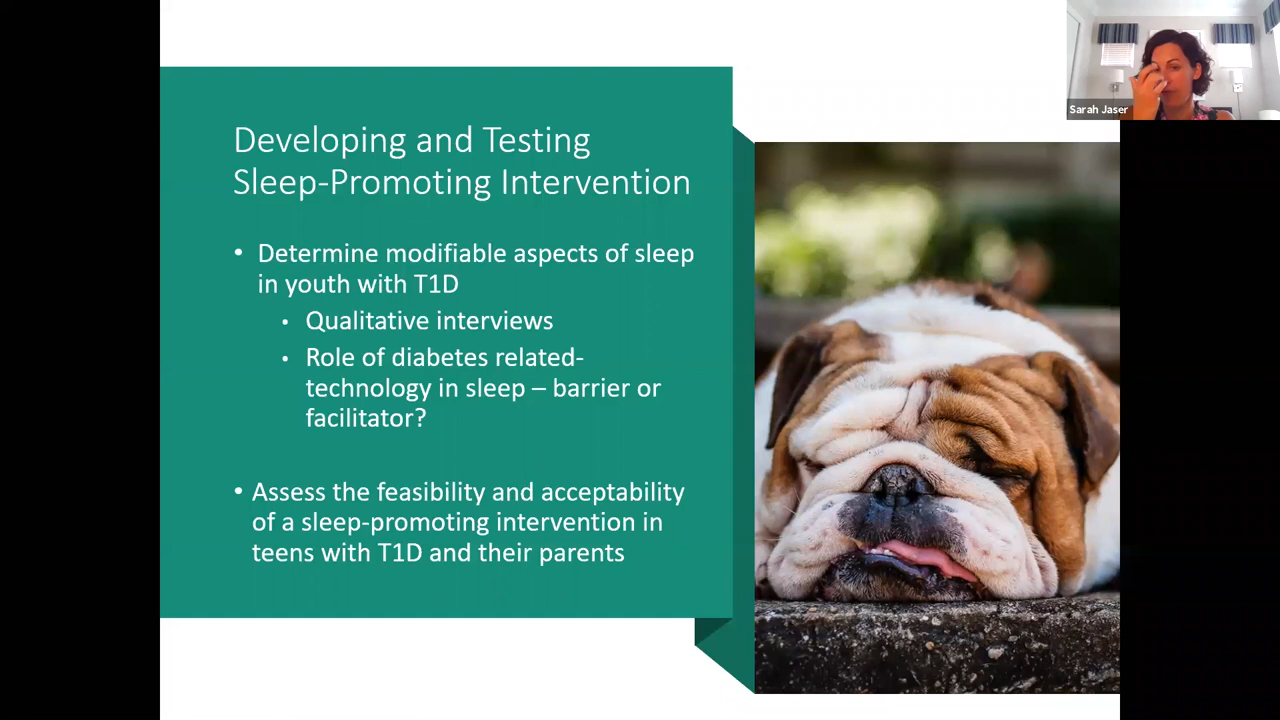 Sarah Jaser
Developing and Testing
Sleep-Promoting Intervention
• Determine modifiable aspects of sleep
in youth with T1D
• Qualitative interviews
• Role of diabetes related-
technology in sleep – barrier or
facilitator?
• Assess the feasibility and acceptability
of a sleep-promoting intervention in
teens with T1D and their parents